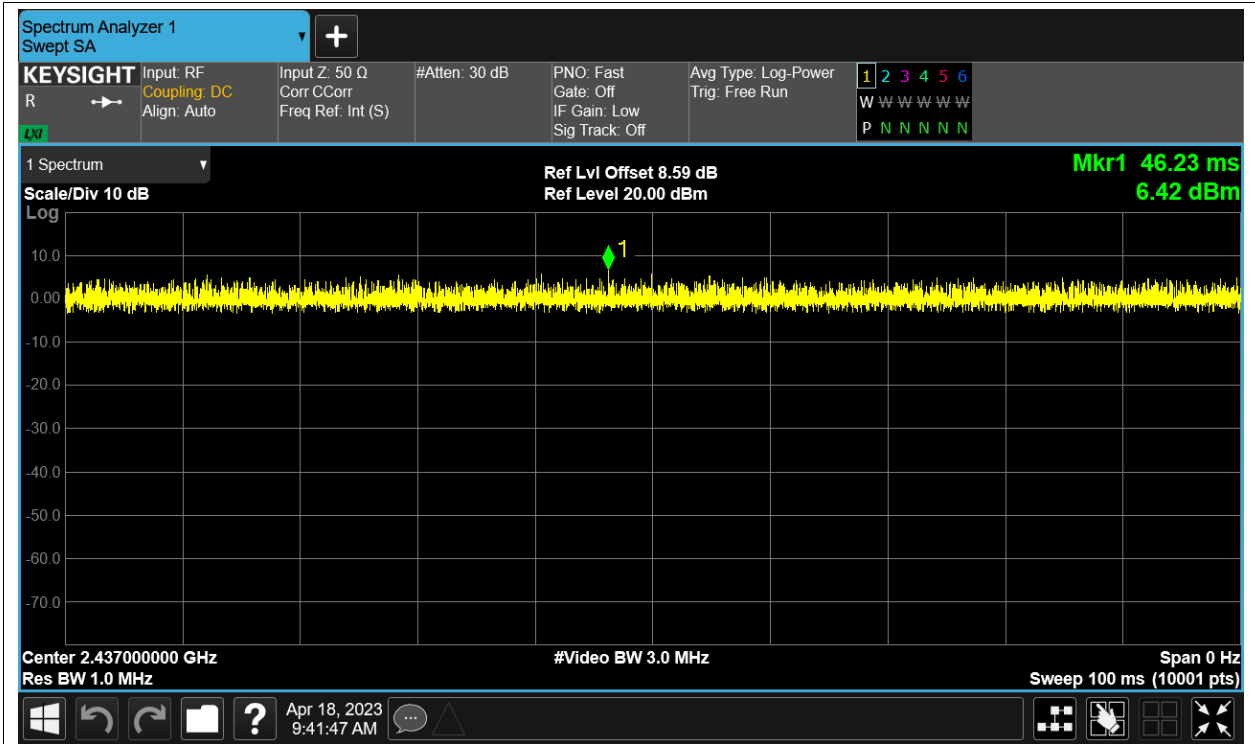 Spectrum Analyzer 1
Swept SA
KEYSIGHT
R
LXI
Input: RF
Coupling: DC
Align: Auto
Input Z: 50 Ω
Corr CCorr
Freq Ref: Int (S)
#Atten: 30 dB
PNO: Fast
Gate: Off
IF Gain: Low
Sig Track: Off
Avg Type: Log-Power
Trig: Free Run
1 2 3 4 5 6
W W W W W W
P N N N N N
1 Spectrum
Scale/Div 10 dB
Ref Lvl Offset 8.59 dB
Ref Level 20.00 dBm
Mkr1 46.23 ms
6.42 dBm
Log
1
10.0
0.00
-10.0
-20.0
-30.0
-40.0
-50.0
-60.0
-70.0
Center 2.437000000 GHz
Res BW 1.0 MHz
#Video BW 3.0 MHz
Span 0 Hz
Sweep 100 ms (10001 pts)
?
Apr 18, 2023
9:41:47 AM